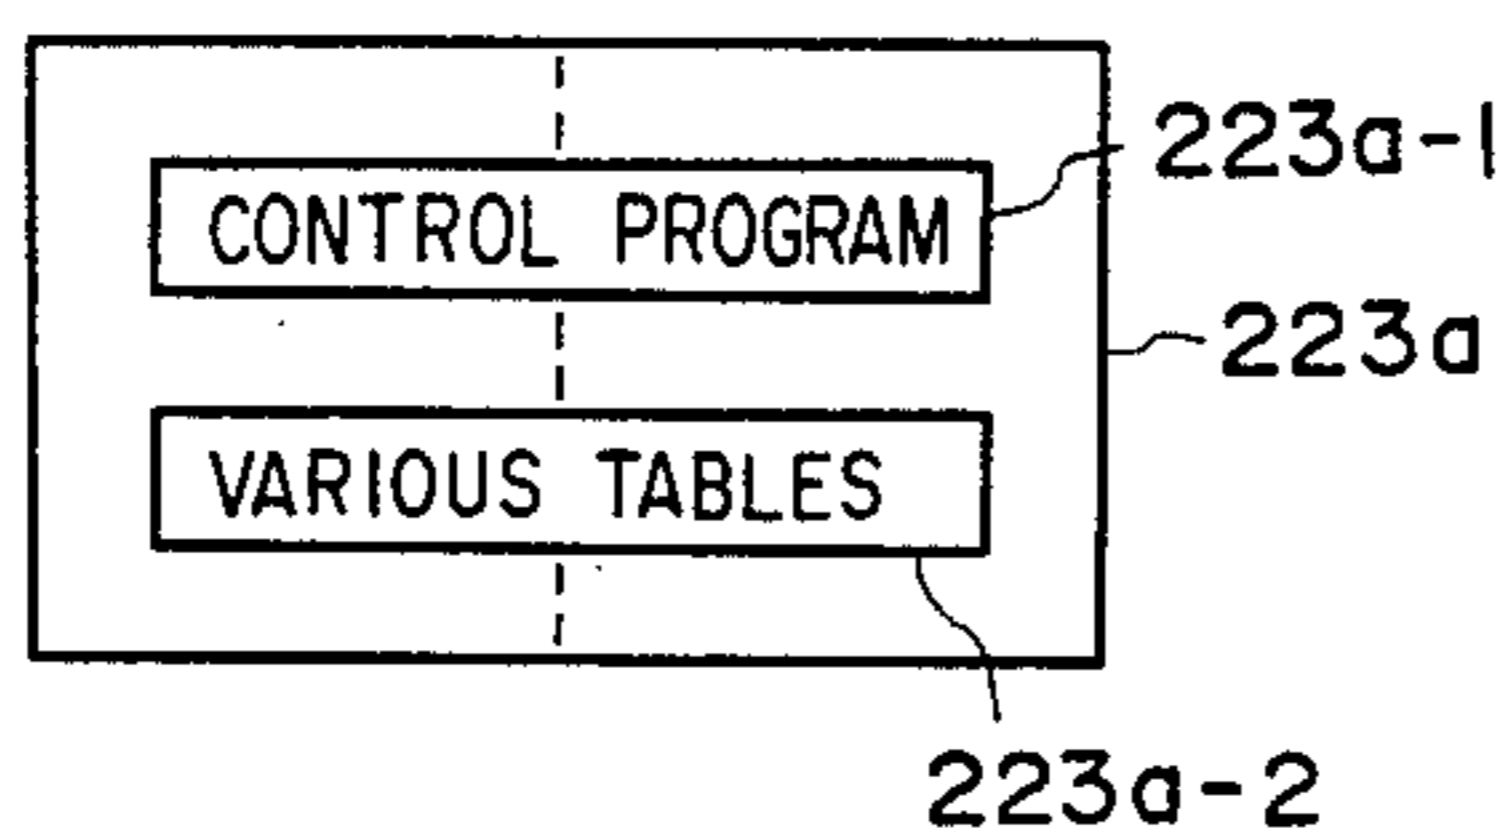 223a-1
CONTROL PROGRAM
223a
VARIOUS TABLES
223a-2